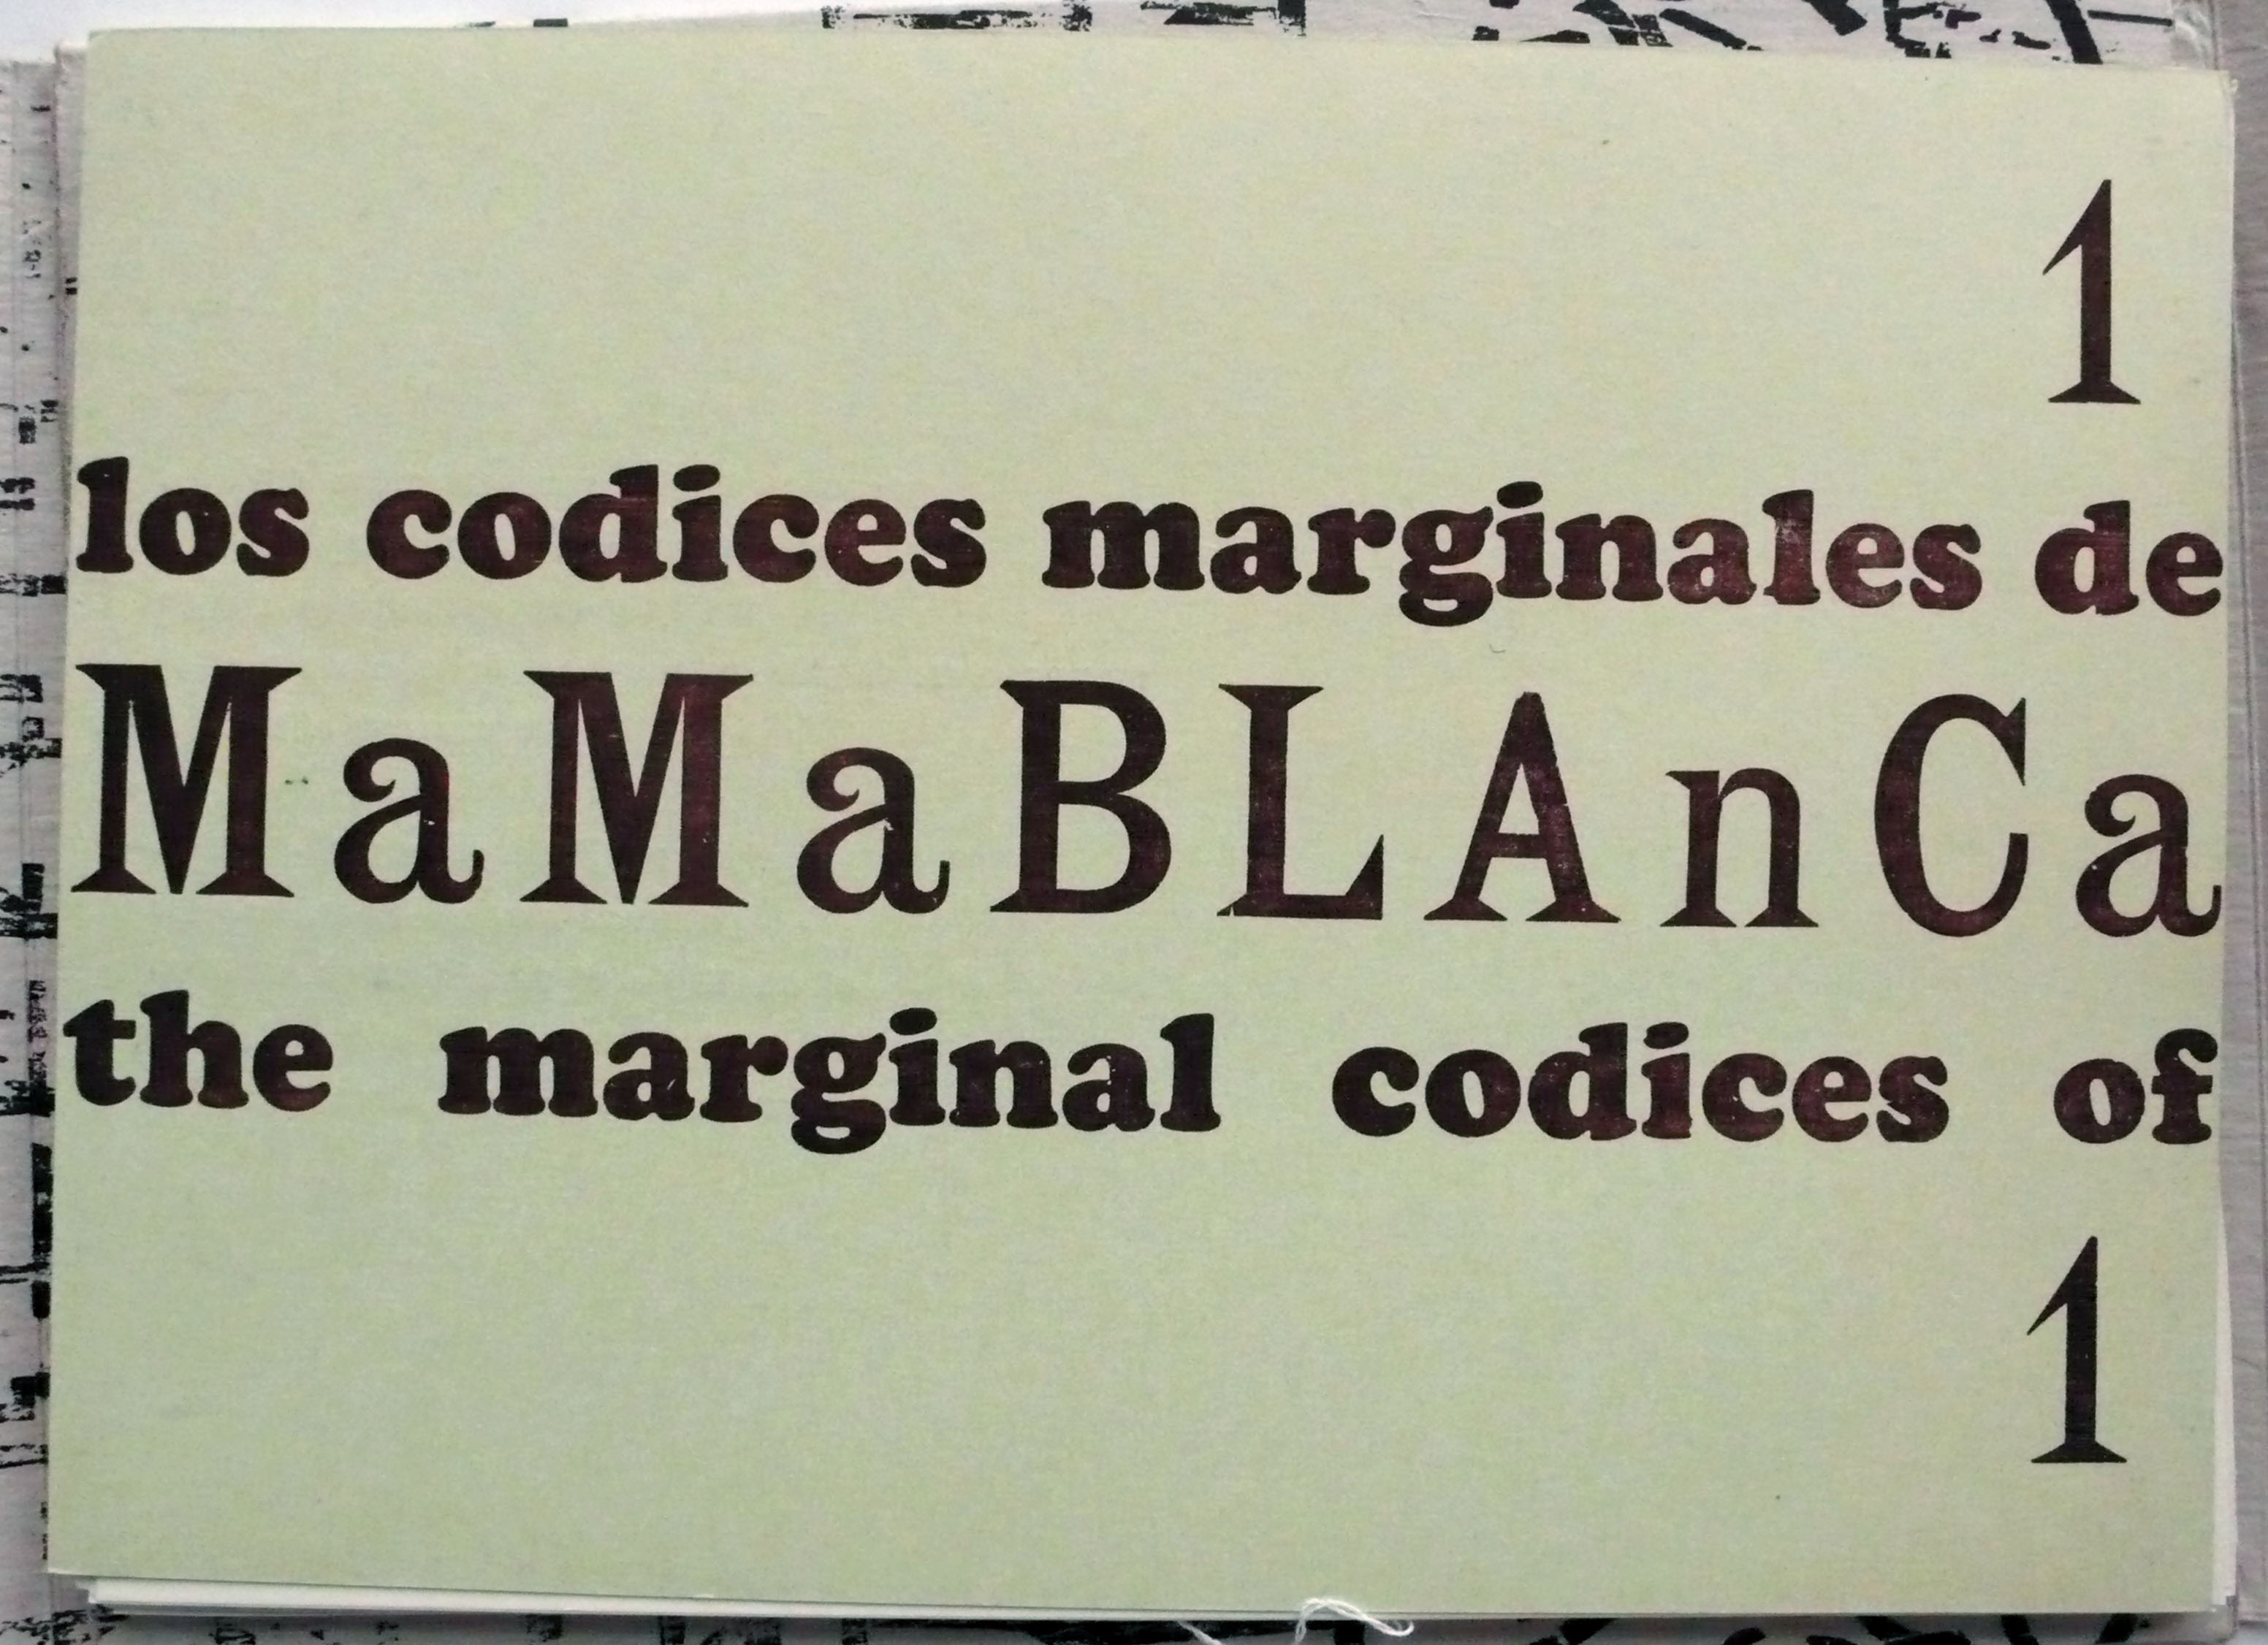 1
los codices marginales de
MaMaBLAnCa
the marginal codices of
1